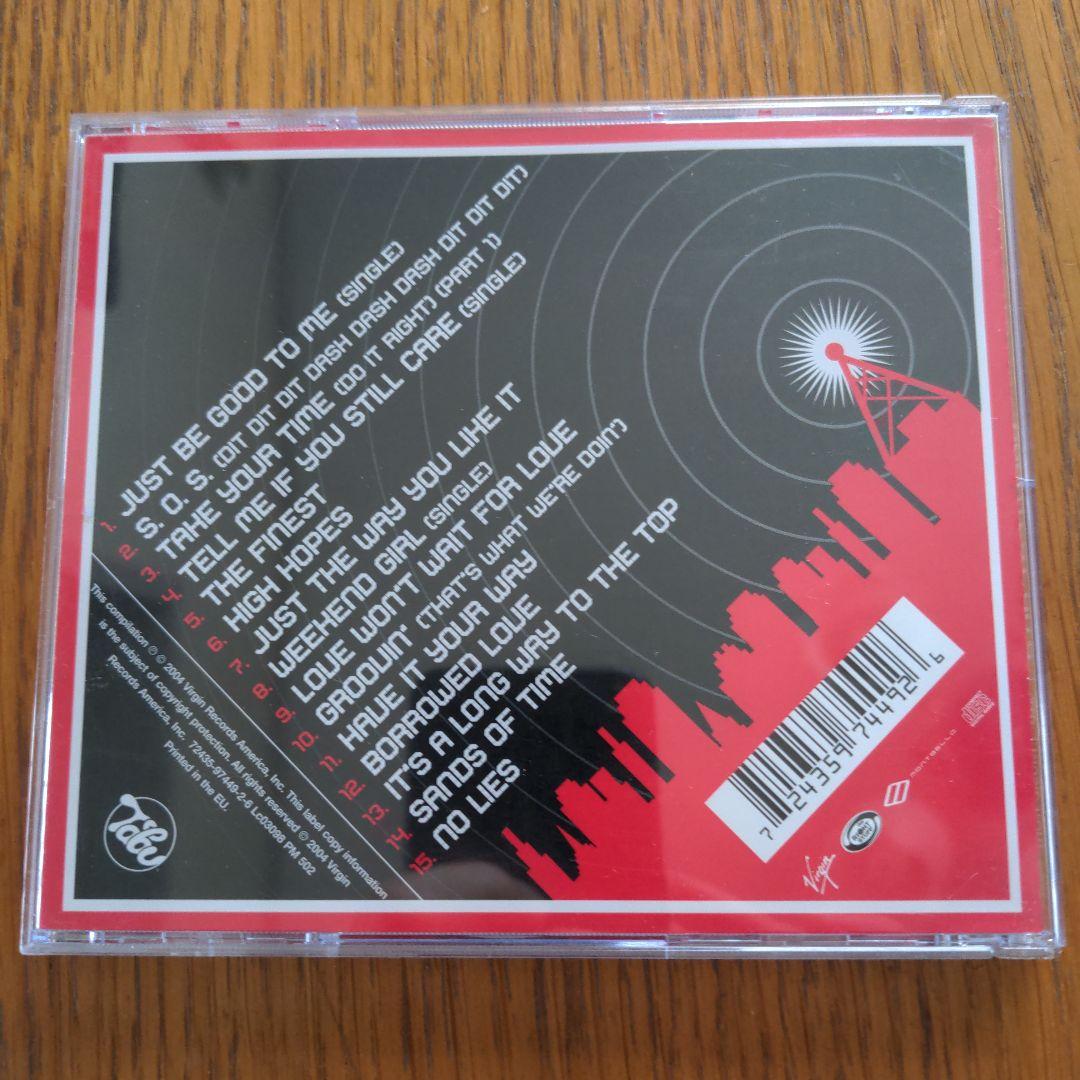 1. JUST BE GOOD TO ME (SINGLE)
2. S. O. S. (DIT DIT DIT DASH DASH DASH DIT DIT DIT)
3. TAKE YOUR TIME (DO IT RIGHT) (PART 1)
4. TELL ME IF YOU STILL CARE (SINGLE)
5. THE FINEST
6. HIGH HOPES
7. JUST THE WAY YOU LIKE IT
8. WEEKEND GIRL (SINGLE)
9. LOVE WON'T WAIT FOR LOVE
10. GROOVIN' (THAT'S WHAT WE'RE DOIN')
11. HAVE IT YOUR WAY
12. BORROWED LOVE
13. IT'S A LONG WAY TO THE TOP
14. SANDS OF TIME
15. NO LIES
This compilation ℗ © 2004 Virgin Records America, Inc. This label copy information
is the subject of copyright protection. All rights reserved © 2004 Virgin
Records America, Inc. 72435-97449-2-6 Lc03098 PM 502
Printed in the EU.
Tabu
7 24359 74492 6
Virgin
THE RIGHT STUFF
montebello